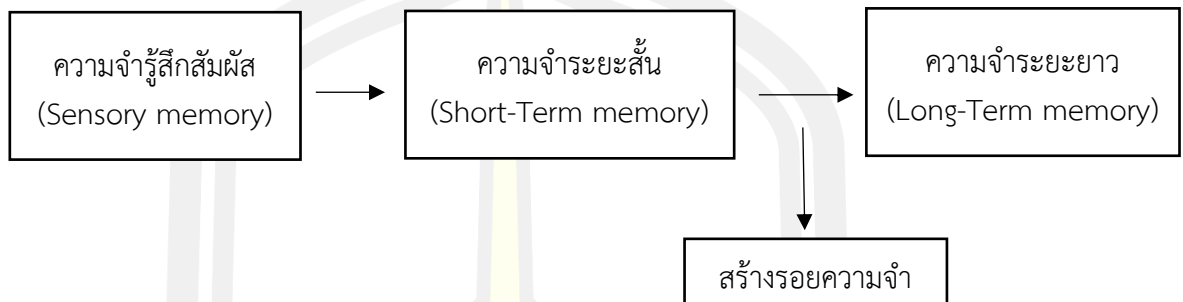 ความจำรู้สึกสัมผัส
(Sensory memory)
ความจำระยะสั้น
(Short-Term memory)
ความจำระยะยาว
(Long-Term memory)
สร้างรอยความจำ